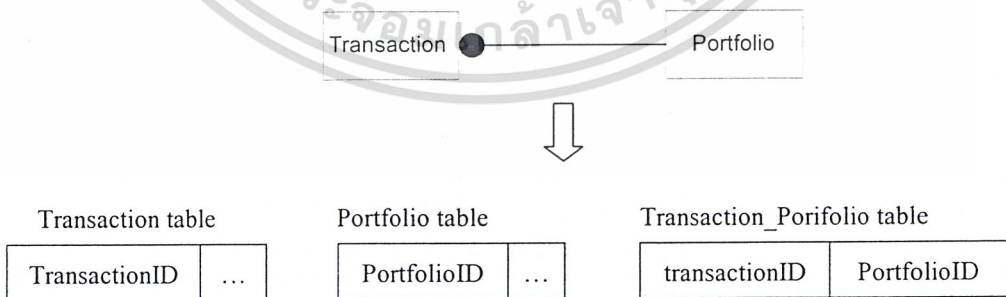 Transaction
Portfolio
Transaction table
Portfolio table
Transaction_Porifolio table
TransactionID
...
PortfolioID
...
transactionID
PortfolioID